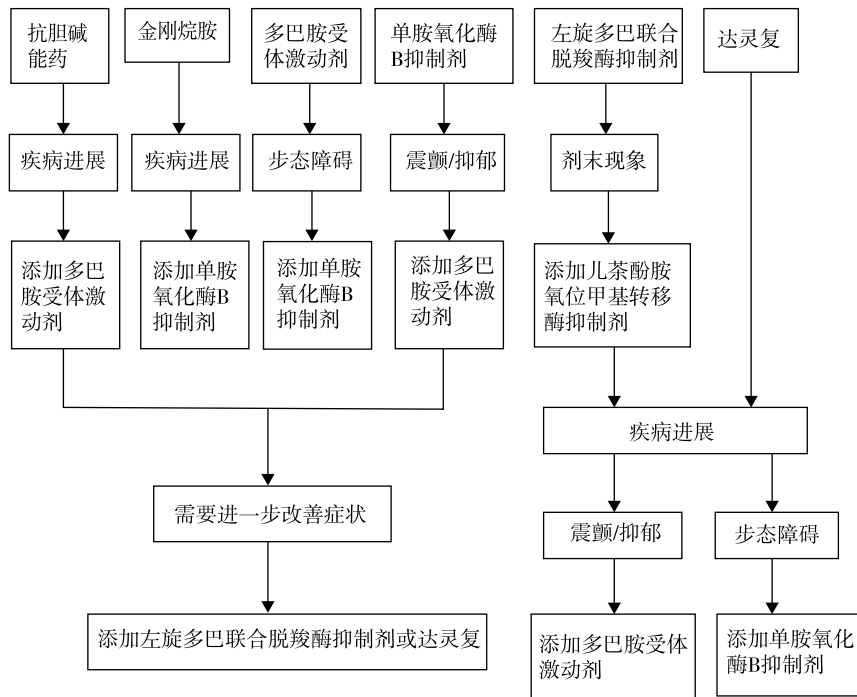 抗胆碱
能药
金刚烷胺
多巴胺受
体激动剂
单胺氧化酶
B抑制剂
左旋多巴联合
脱羧酶抑制剂
达灵复
疾病进展
疾病进展
步态障碍
震颤/抑郁
剂末现象
添加多巴
胺受体激
动剂
添加单胺
氧化酶B
抑制剂
添加单胺
氧化酶B
抑制剂
添加多巴
胺受体激
动剂
添加儿茶酚胺
氧位甲基转移
酶抑制剂
疾病进展
需要进一步改善症状
震颤/抑郁
步态障碍
添加左旋多巴联合脱羧酶抑制剂或达灵复
添加多巴胺受体
激动剂
添加单胺氧化
酶B抑制剂